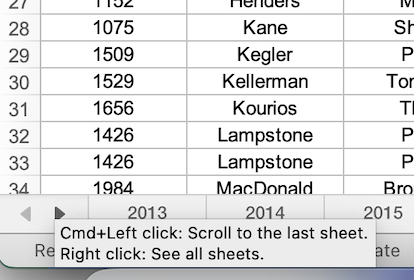 27 1152 Henders M
28 1075 Kane Sh
29 1509 Kegler P
30 1529 Kellerman Tor
31 1656 Kourios Th
32 1426 Lampstone P
33 1426 Lampstone P
34 1984 MacDonald Bro
2013 2014 2015
Cmd+Left click: Scroll to the last sheet.
Right click: See all sheets.
Re ate